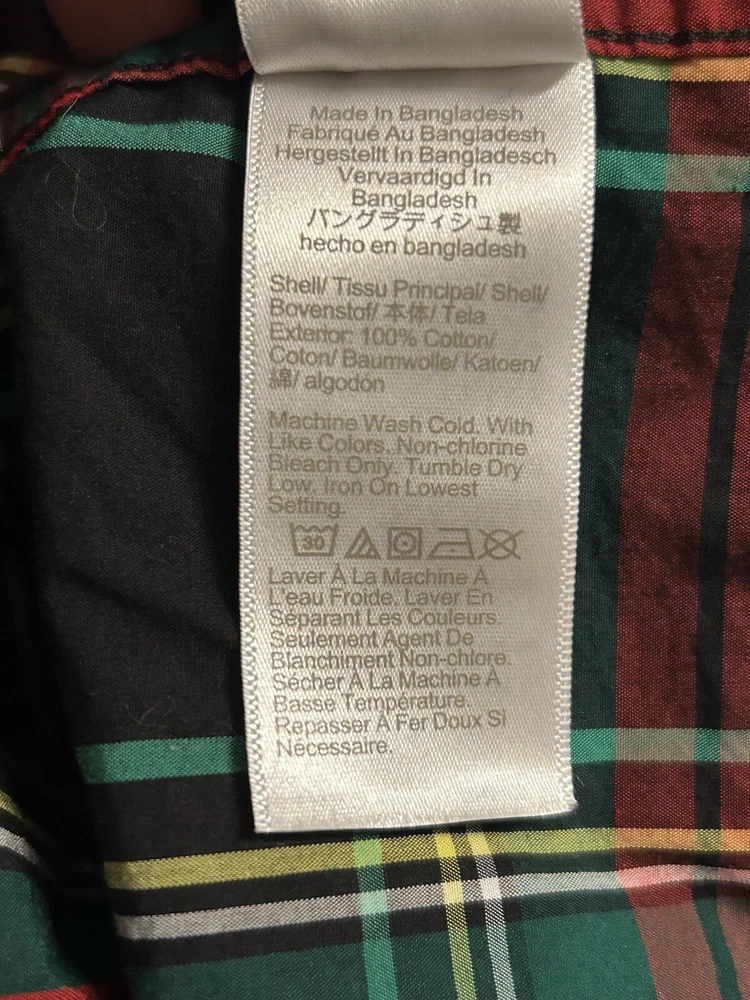 Made In Bangladesh
Fabriqué Au Bangladesh
Hergestellt In Bangladesch
Vervaardigd In
Bangladesh
バングラディシュ製
hecho en bangladesh
Shell/ Tissu Principal/ Shell/
Bovenstof/ 本体/ Tela
Exterior: 100% Cotton/
Coton/ Baumwolle/ Katoen/
綿/ algodón
Machine Wash Cold. With
Like Colors. Non-chlorine
Bleach Only. Tumble Dry
Low. Iron On Lowest
Setting.
30
Laver À La Machine À
L'eau Froide. Laver En
Séparant Les Couleurs.
Seulement Agent De
Blanchiment Non-chlore.
Sécher À La Machine À
Basse Température.
Repasser À Fer Doux Si
Nécessaire.